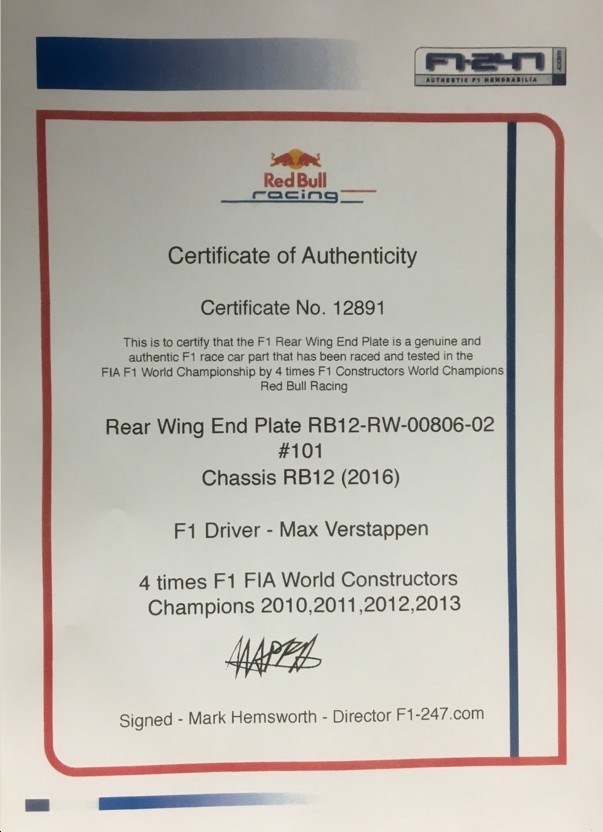 F1-247
.com
AUTHENTIC F1 MEMORABILIA
Red Bull
racing
Certificate of Authenticity
Certificate No. 12891
This is to certify that the F1 Rear Wing End Plate is a genuine and
authentic F1 race car part that has been raced and tested in the
FIA F1 World Championship by 4 times F1 Constructors World Champions
Red Bull Racing
Rear Wing End Plate RB12-RW-00806-02
#101
Chassis RB12 (2016)
F1 Driver - Max Verstappen
4 times F1 FIA World Constructors
Champions 2010,2011,2012,2013
Signed - Mark Hemsworth - Director F1-247.com